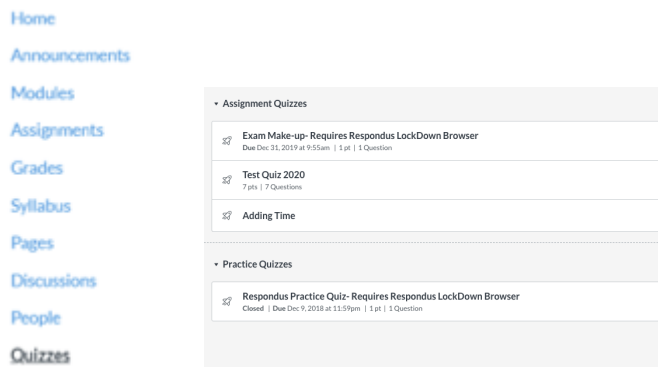 Home
Announcements
Modules
Assignments
Grades
Syllabus
Pages
Discussions
People
Quizzes
Assignment Quizzes
Exam Make-up- Requires Respondus LockDown Browser
Due Dec 31, 2019 at 9:55am | 1 pt | 1 Question
Test Quiz 2020
7 pts | 7 Questions
Adding Time
Practice Quizzes
Respondus Practice Quiz- Requires Respondus LockDown Browser
Closed | Due Dec 9, 2018 at 11:59pm | 1 pt | 1 Question